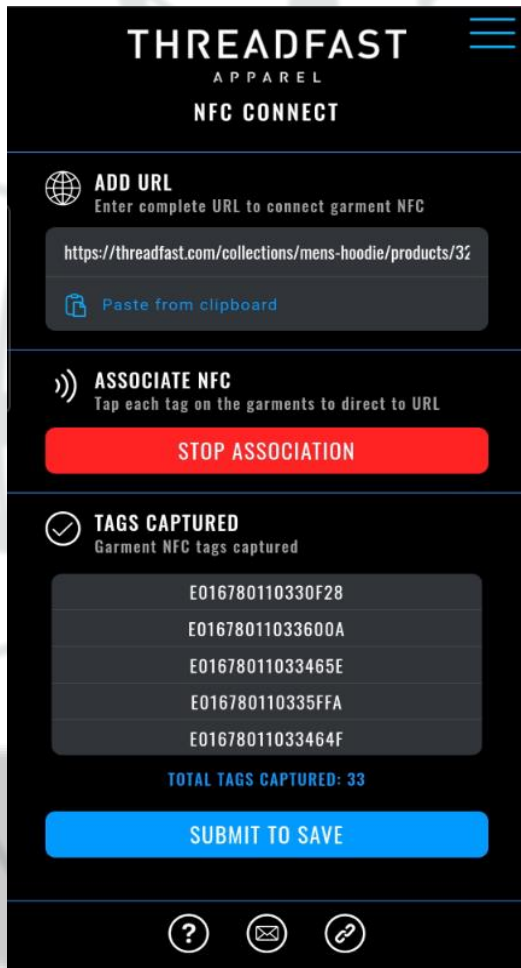 THREADFAST
APPAREL
NFC CONNECT
ADD URL
Enter complete URL to connect garment NFC
https://threadfast.com/collections/mens-hoodie/products/32
Paste from clipboard
ASSOCIATE NFC
Tap each tag on the garments to direct to URL
STOP ASSOCIATION
TAGS CAPTURED
Garment NFC tags captured
E016780110330F28
E01678011033600A
E01678011033465E
E016780110335FFA
E01678011033464F
TOTAL TAGS CAPTURED: 33
SUBMIT TO SAVE
?